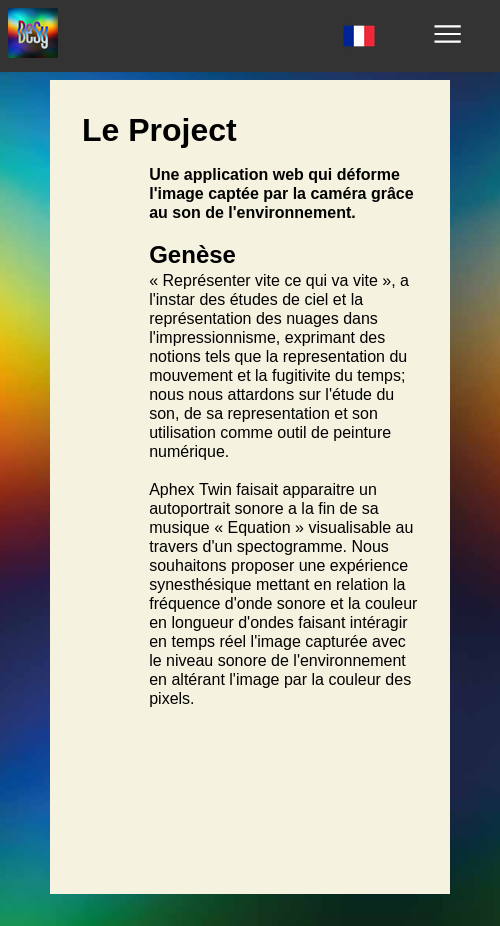 BeSy
Le Project
Une application web qui déforme
l'image captée par la caméra grâce
au son de l'environnement.
Genèse
« Représenter vite ce qui va vite », a
l'instar des études de ciel et la
représentation des nuages dans
l'impressionnisme, exprimant des
notions tels que la representation du
mouvement et la fugitivite du temps;
nous nous attardons sur l'étude du
son, de sa representation et son
utilisation comme outil de peinture
numérique.
Aphex Twin faisait apparaitre un
autoportrait sonore a la fin de sa
musique « Equation » visualisable au
travers d'un spectogramme. Nous
souhaitons proposer une expérience
synesthésique mettant en relation la
fréquence d'onde sonore et la couleur
en longueur d'ondes faisant intéragir
en temps réel l'image capturée avec
le niveau sonore de l'environnement
en altérant l'image par la couleur des
pixels.